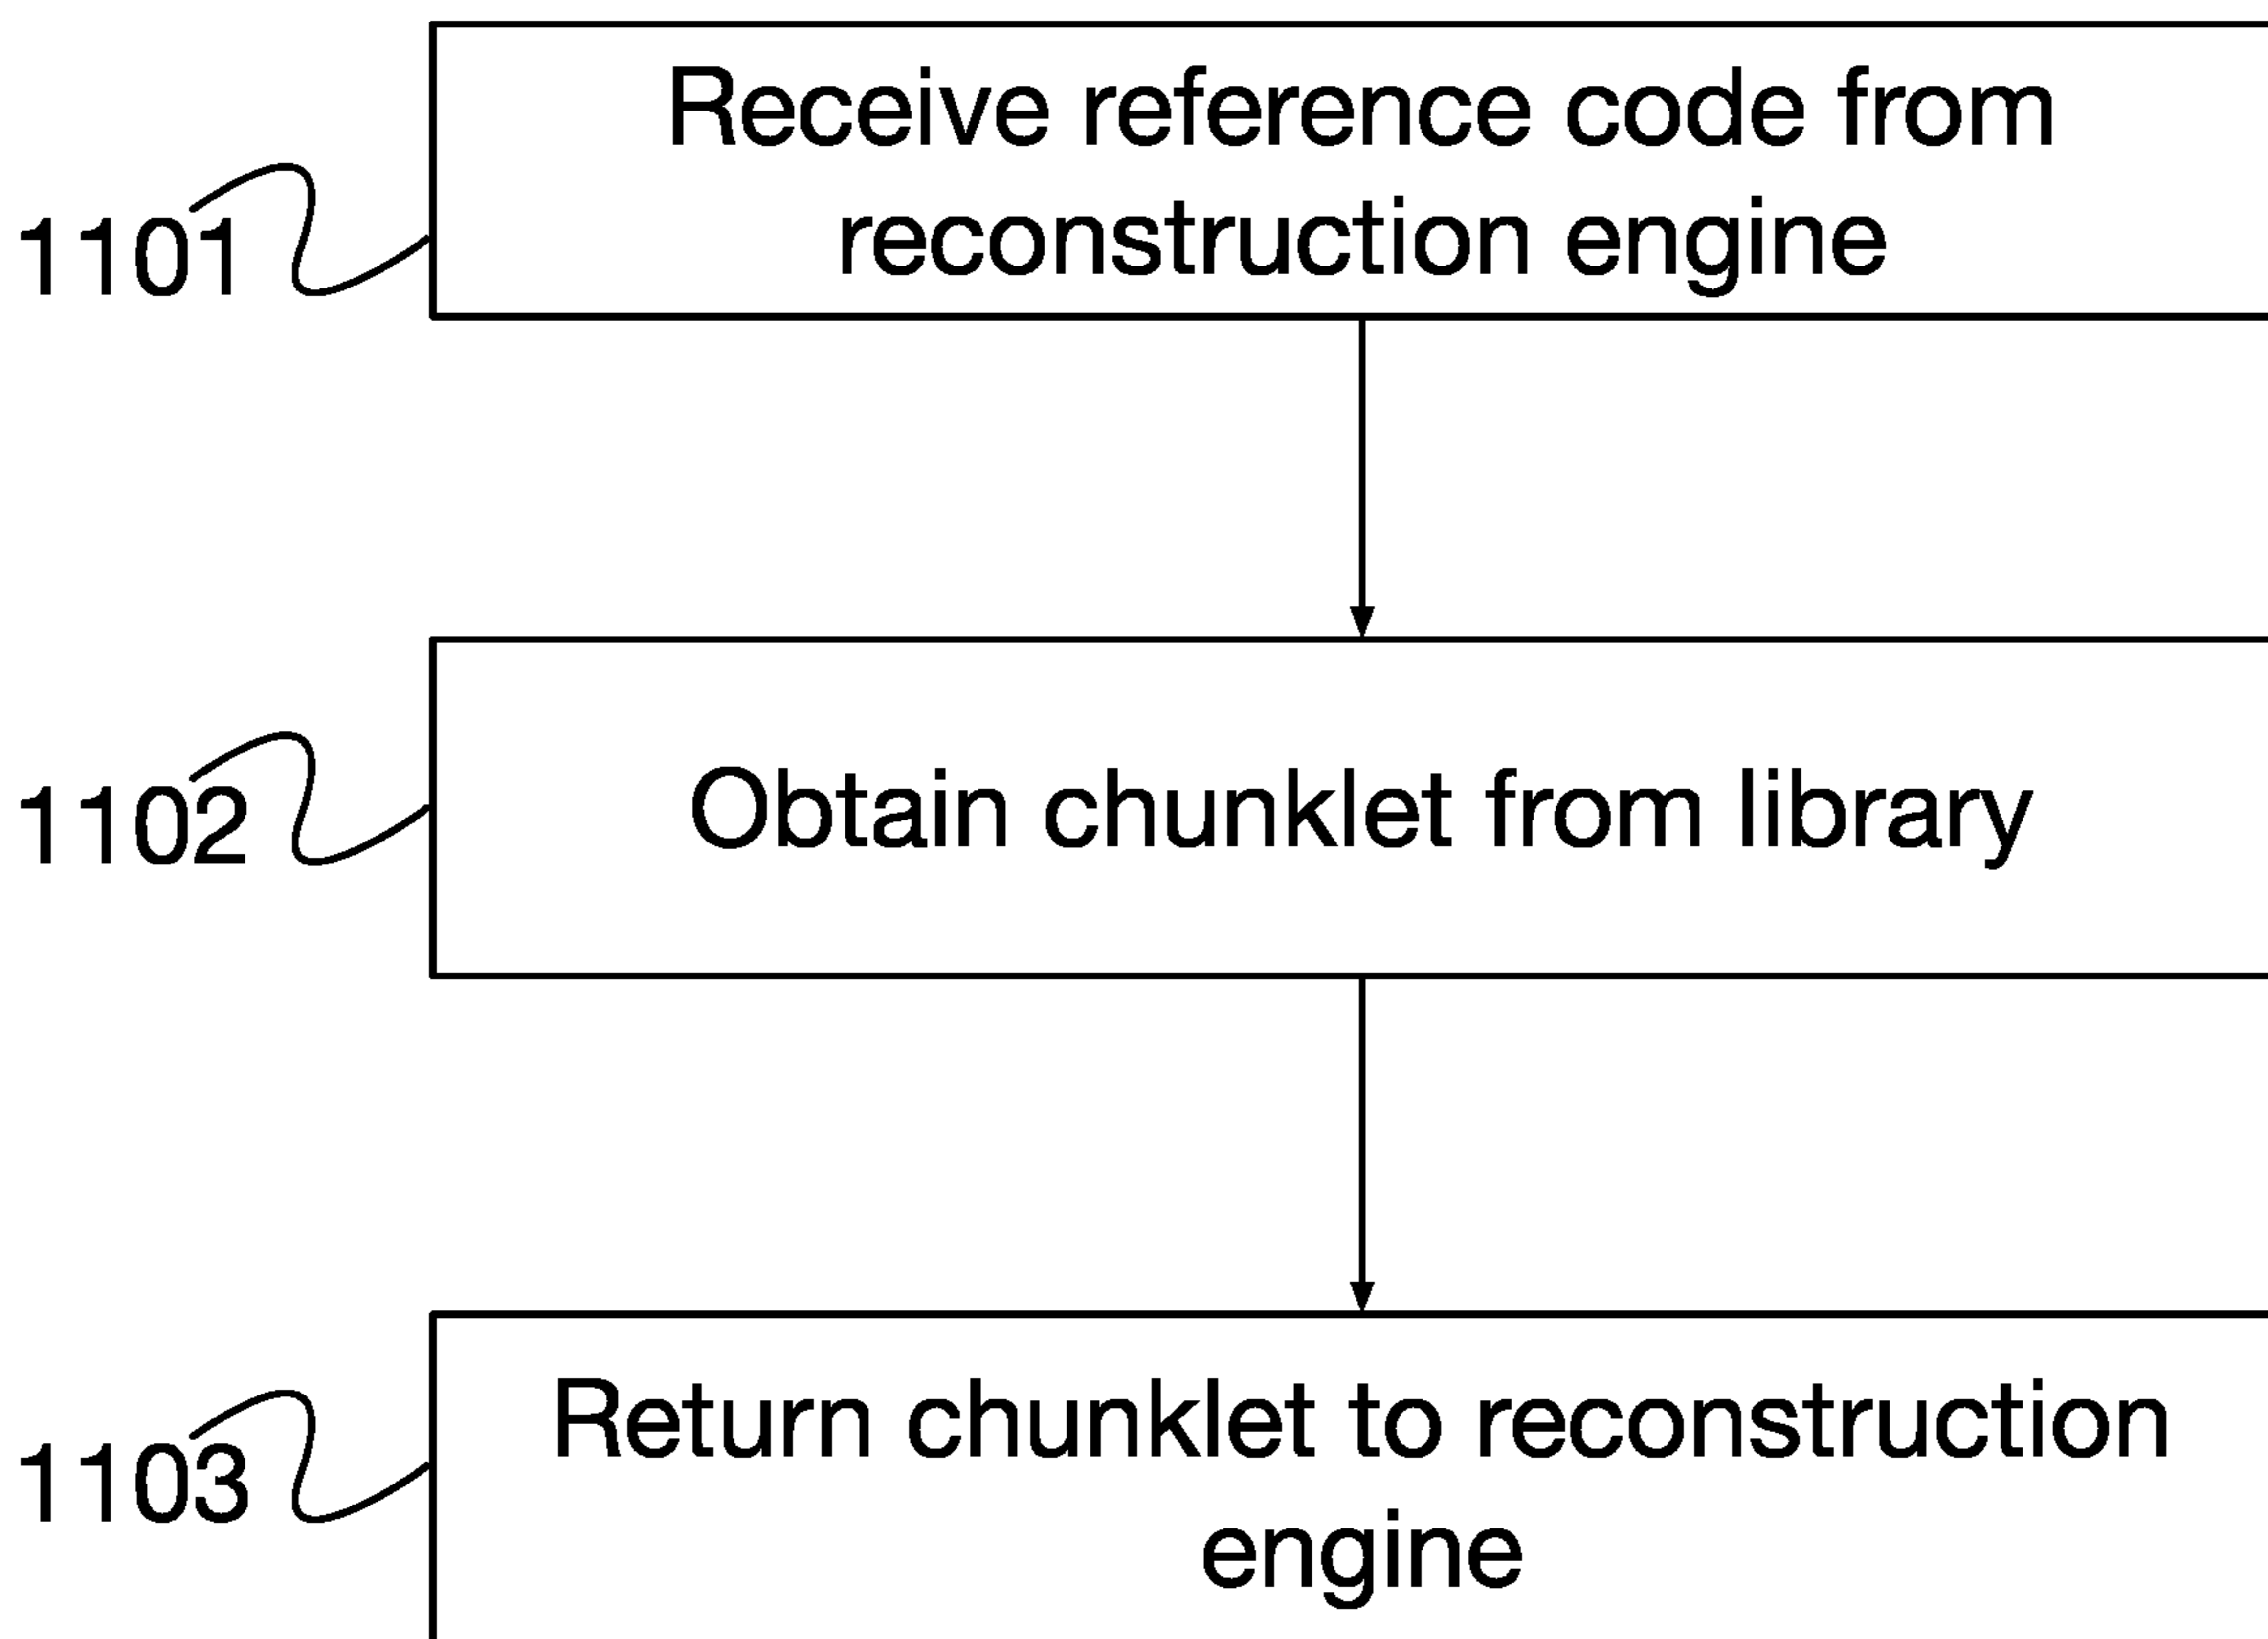 Receive reference code from
1101
reconstruction engine
1102
Obtain chunklet from library
1103
Return chunklet to reconstruction
engine